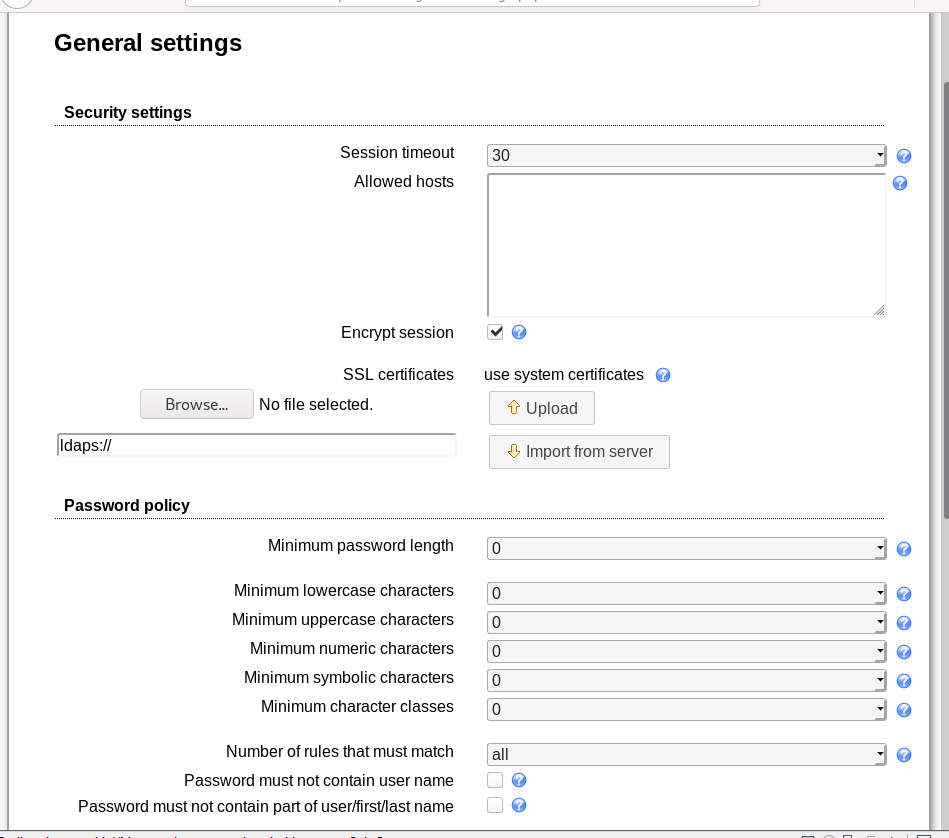 General settings
Security settings
Session timeout 30
Allowed hosts
Encrypt session
SSL certificates use system certificates
Browse... No file selected. Upload
ldaps:// Import from server
Password policy
Minimum password length 0
Minimum lowercase characters 0
Minimum uppercase characters 0
Minimum numeric characters 0
Minimum symbolic characters 0
Minimum character classes 0
Number of rules that must match all
Password must not contain user name
Password must not contain part of user/first/last name